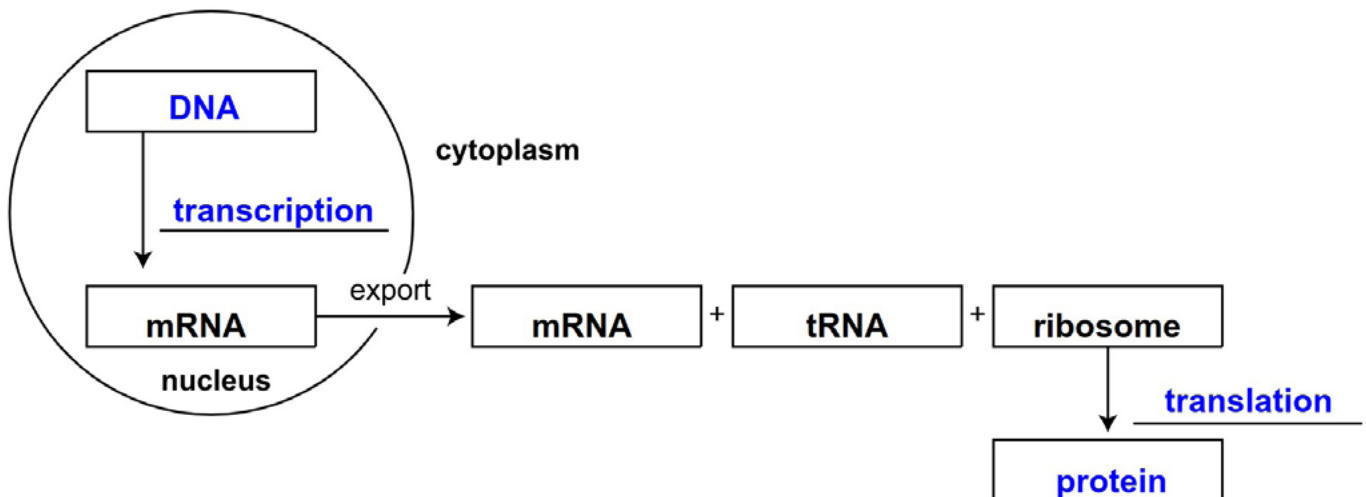 DNA
cytoplasm
transcription
export
mRNA
mRNA + tRNA + ribosome
nucleus
translation
protein